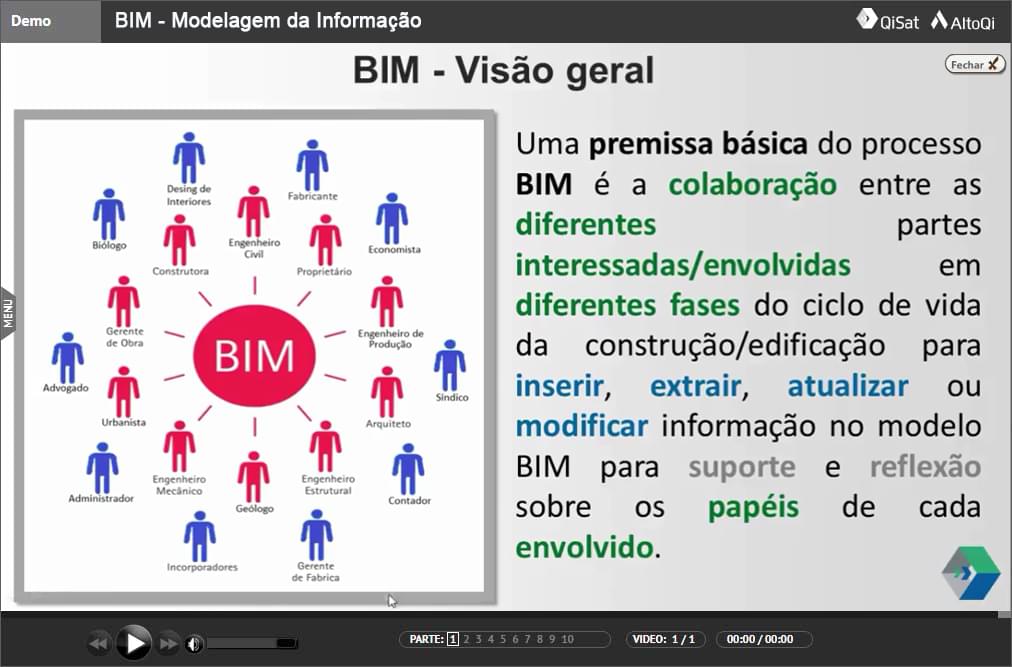 Demo
BIM - Modelagem da Informação
QiSat
AltoQi
BIM - Visão geral
Fechar
MENU
Desing de
Interiores
Fabricante
Biólogo
Engenheiro
Civil
Economista
Construtora
Proprietário
Gerente
de Obra
Engenheiro de
Produção
BIM
Advogado
Síndico
Urbanista
Arquiteto
Engenheiro
Mecânico
Engenheiro
Estrutural
Administrador
Geólogo
Contador
Incorporadores
Gerente
de Fabrica
Uma premissa básica do processo
BIM é a colaboração entre as
diferentes partes
interessadas/envolvidas em
diferentes fases do ciclo de vida
da construção/edificação para
inserir, extrair, atualizar ou
modificar informação no modelo
BIM para suporte e reflexão
sobre os papéis de cada
envolvido.
PARTE: 1 2 3 4 5 6 7 8 9 10
VIDEO: 1 / 1
00:00 / 00:00